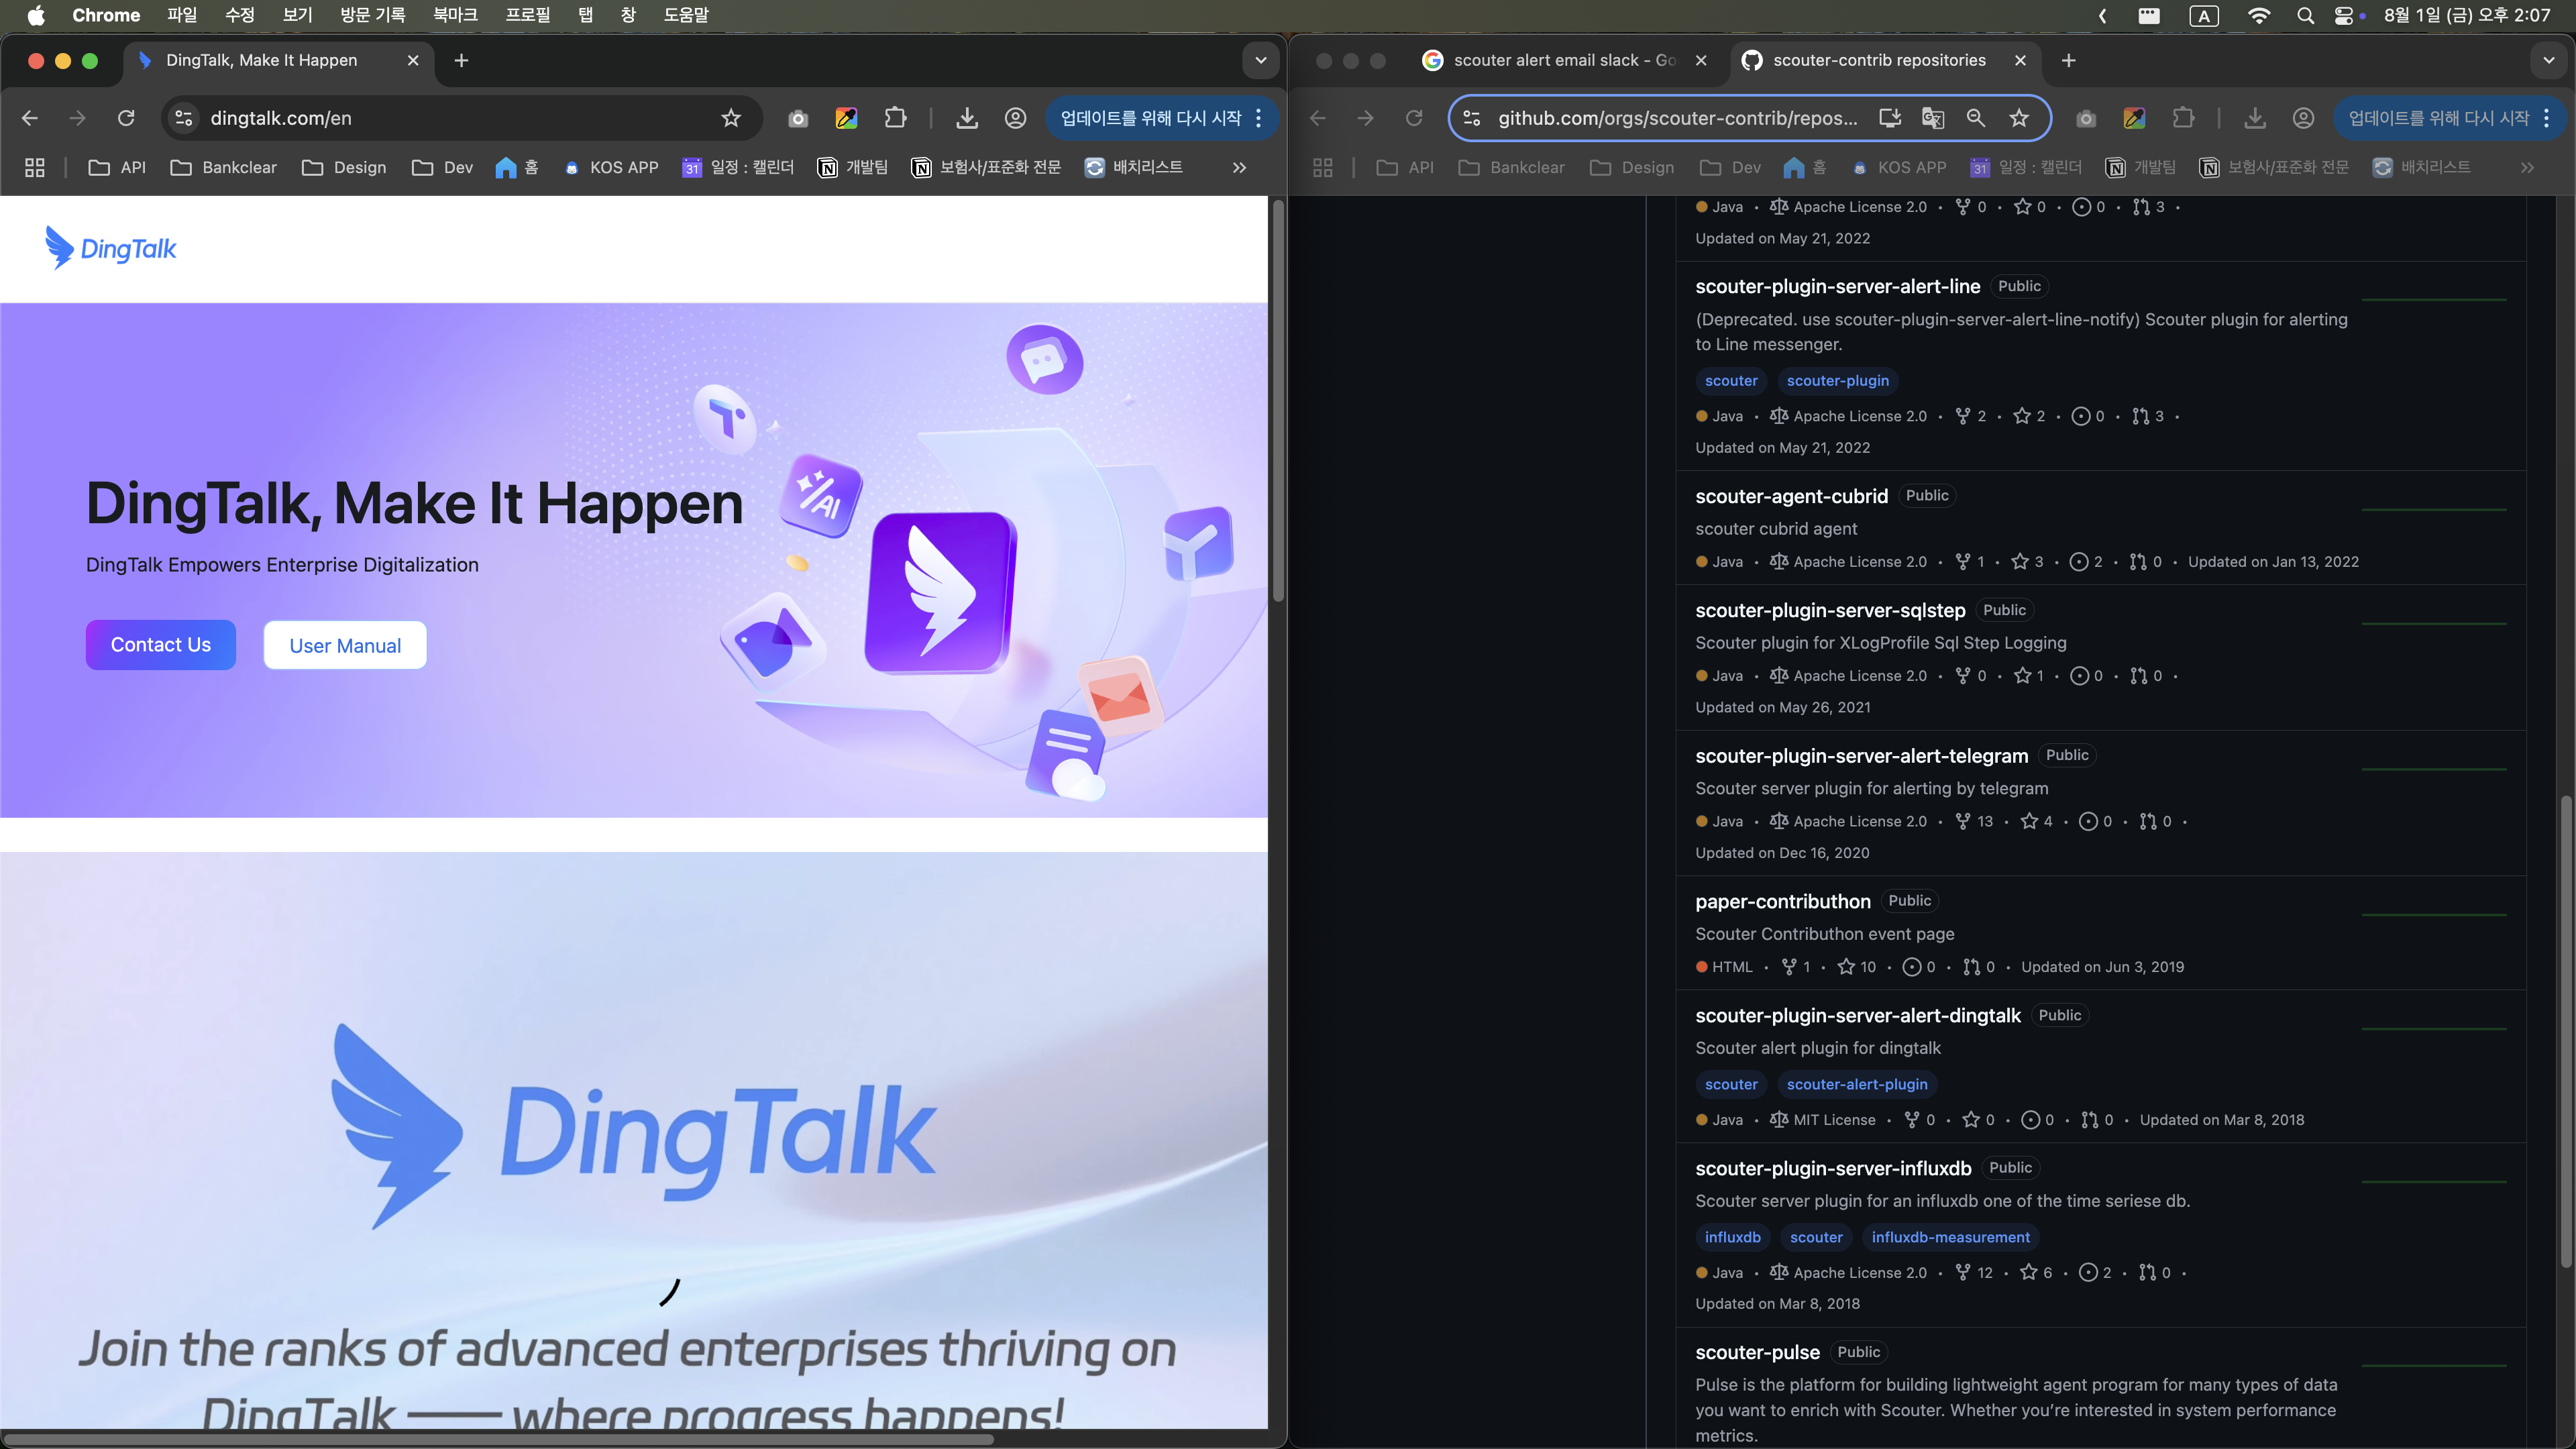 Chrome 파일 수정 보기 방문 기록 북마크 프로필 탭 창 도움말
A 8월 1일 (금) 오후 2:07
DingTalk, Make It Happen
dingtalk.com/en
업데이트를 위해 다시 시작
API Bankclear Design Dev 홈 KOS APP 31 일정 : 캘린더 개발팀 보험사/표준화 전문 배치리스트
DingTalk
DingTalk, Make It Happen
DingTalk Empowers Enterprise Digitalization
Contact Us User Manual
AI
DingTalk
Join the ranks of advanced enterprises thriving on
DingTalk —— where progress happens!
scouter alert email slack - Go
scouter-contrib repositories
github.com/orgs/scouter-contrib/repos...
업데이트를 위해 다시 시작
API Bankclear Design Dev 홈 KOS APP 31 일정 : 캘린더 개발팀 보험사/표준화 전문 배치리스트
Java • Apache License 2.0 • 0 • 0 • 0 • 3 •
Updated on May 21, 2022
scouter-plugin-server-alert-line Public
(Deprecated. use scouter-plugin-server-alert-line-notify) Scouter plugin for alerting
to Line messenger.
scouter scouter-plugin
Java • Apache License 2.0 • 2 • 2 • 0 • 3 •
Updated on May 21, 2022
scouter-agent-cubrid Public
scouter cubrid agent
Java • Apache License 2.0 • 1 • 3 • 2 • 0 • Updated on Jan 13, 2022
scouter-plugin-server-sqlstep Public
Scouter plugin for XLogProfile Sql Step Logging
Java • Apache License 2.0 • 0 • 1 • 0 • 0 •
Updated on May 26, 2021
scouter-plugin-server-alert-telegram Public
Scouter server plugin for alerting by telegram
Java • Apache License 2.0 • 13 • 4 • 0 • 0 •
Updated on Dec 16, 2020
paper-contributhon Public
Scouter Contributhon event page
HTML • 1 • 10 • 0 • 0 • Updated on Jun 3, 2019
scouter-plugin-server-alert-dingtalk Public
Scouter alert plugin for dingtalk
scouter scouter-alert-plugin
Java • MIT License • 0 • 0 • 0 • 0 • Updated on Mar 8, 2018
scouter-plugin-server-influxdb Public
Scouter server plugin for an influxdb one of the time seriese db.
influxdb scouter influxdb-measurement
Java • Apache License 2.0 • 12 • 6 • 2 • 0 •
Updated on Mar 8, 2018
scouter-pulse Public
Pulse is the platform for building lightweight agent program for many types of data
you want to enrich with Scouter. Whether you're interested in system performance
metrics.